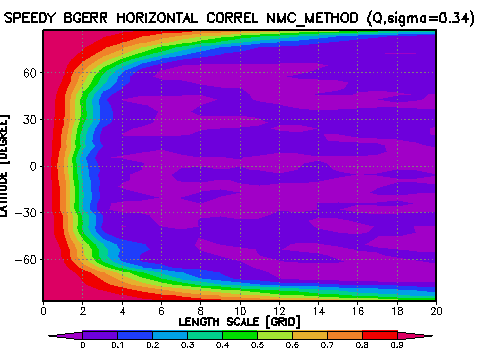 SPEEDY BGERR HORIZONTAL CORREL NMC_METHOD (Q,sigma=0.34)
LATITUDE [DEGREE]
60
30
0
-30
-60
0 2 4 6 8 10 12 14 16 18 20
LENGTH SCALE [GRID]
0 0.1 0.2 0.3 0.4 0.5 0.6 0.7 0.8 0.9